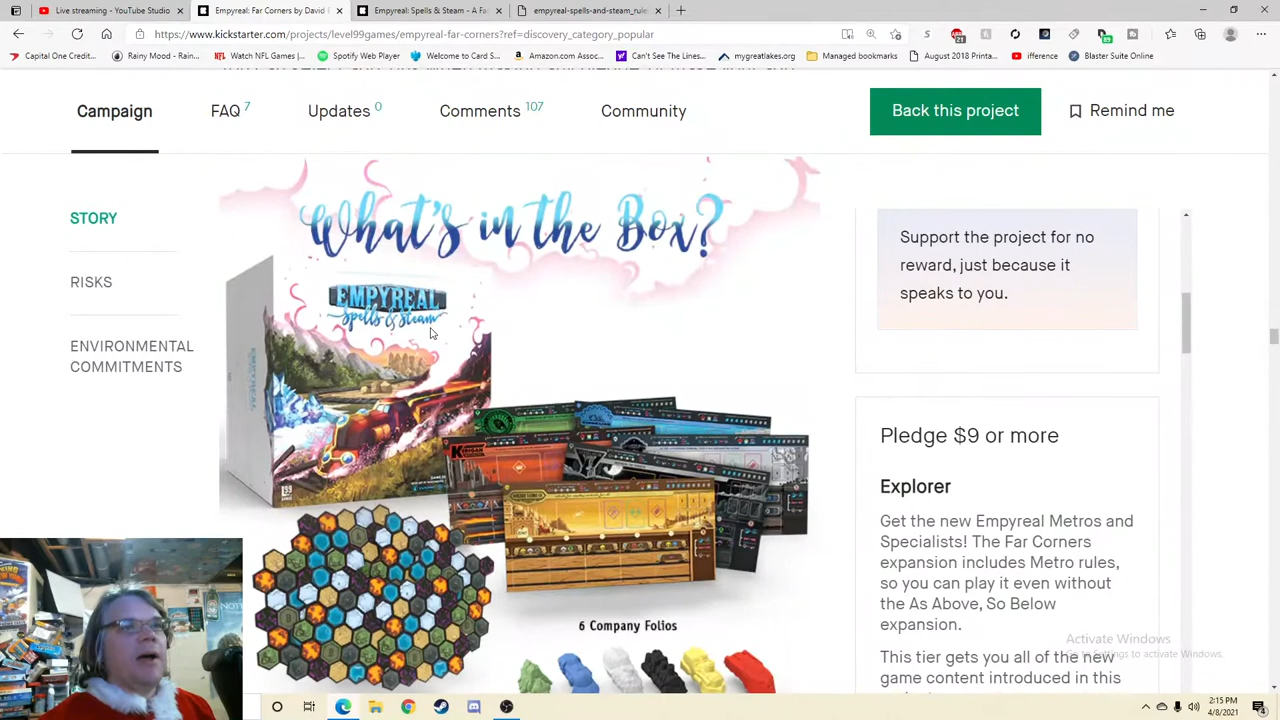 Live streaming - YouTube Studio
Empyreal: Far Corners by David
Empyreal: Spells & Steam - A Fa
empyreal-spells-and-steam_rule
https://www.kickstarter.com/projects/level99games/empyreal-far-corners?ref=discovery_category_popular
Capital One Credit...
Rainy Mood - Rain...
Watch NFL Games |...
Spotify Web Player
Welcome to Card S...
Amazon.com Assoc...
Can't See The Lines...
mygreatlakes.org
Managed bookmarks
August 2018 Printa...
ifference
Blaster Suite Online
Campaign
FAQ 7
Updates 0
Comments 107
Community
Back this project
Remind me
STORY
RISKS
ENVIRONMENTAL
COMMITMENTS
What's in the Box?
EMPYREAL
Spells & Steam
6 Company Folios
Support the project for no
reward, just because it
speaks to you.
Pledge $9 or more
Explorer
Get the new Empyreal Metros and
Specialists! The Far Corners
expansion includes Metro rules,
so you can play it even without
the As Above, So Below
expansion.
This tier gets you all of the new
game content introduced in this
Activate Windows
Go to Settings to activate Windows.
2:15 PM
4/8/2021